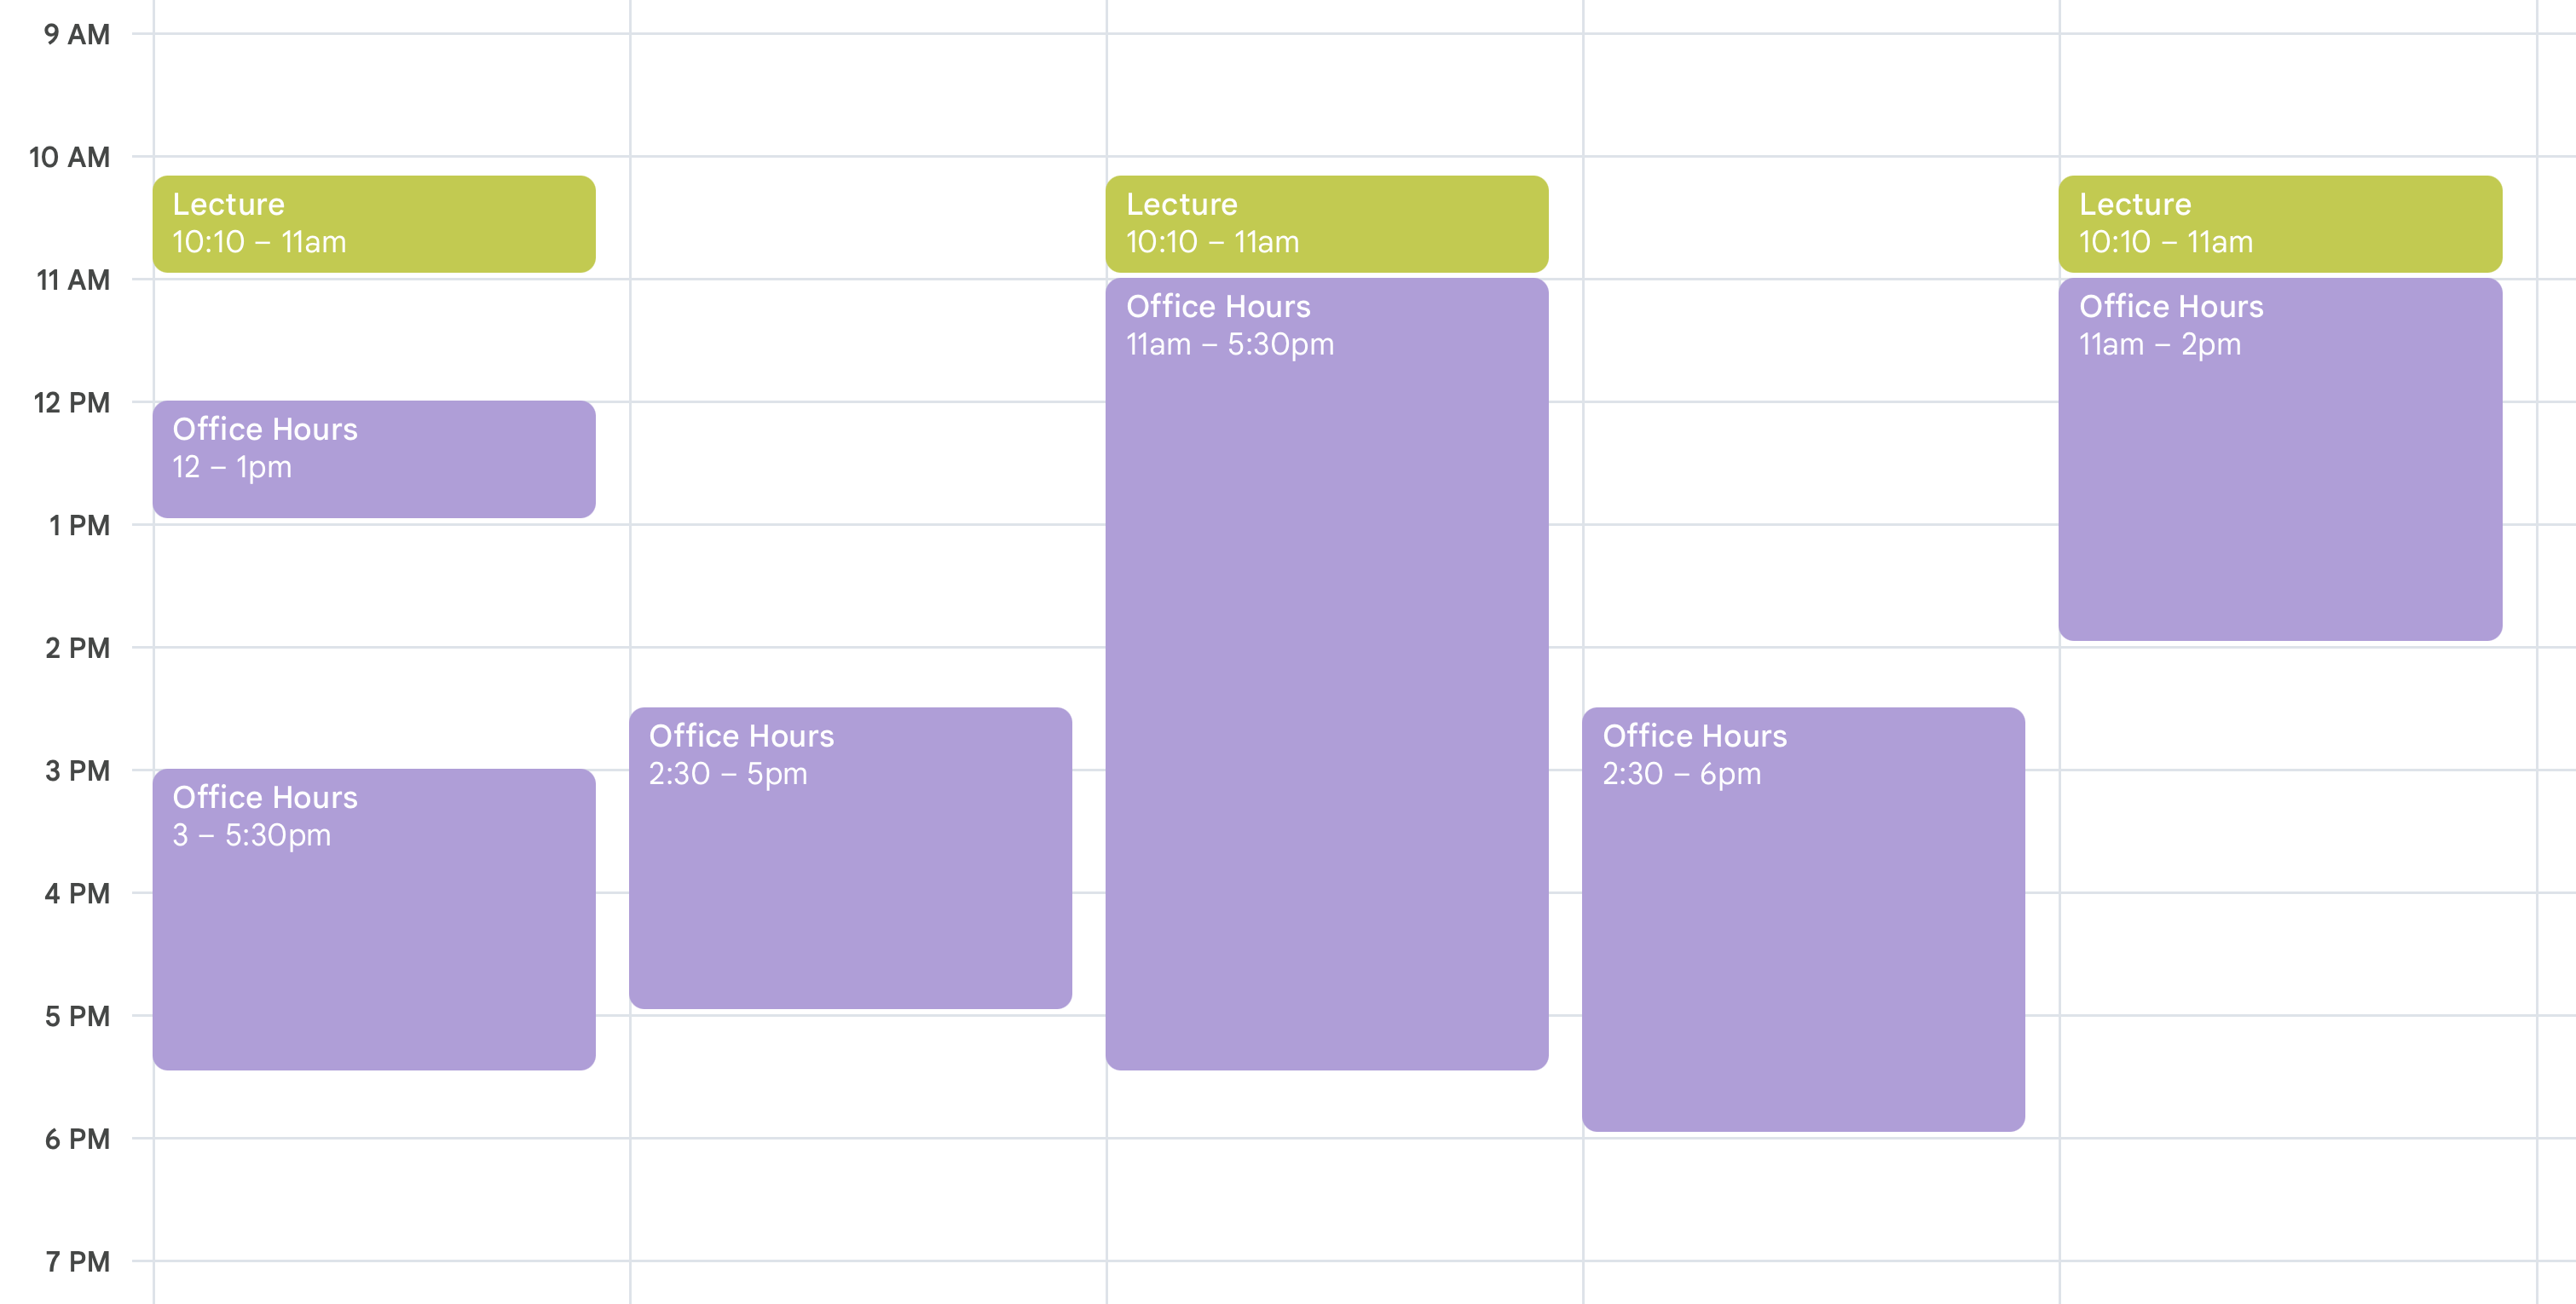 9 AM
10 AM
11 AM
12 PM
1 PM
2 PM
3 PM
4 PM
5 PM
6 PM
7 PM
Lecture
10:10 – 11am
Office Hours
12 – 1pm
Office Hours
3 – 5:30pm
Office Hours
2:30 – 5pm
Lecture
10:10 – 11am
Office Hours
11am – 5:30pm
Office Hours
2:30 – 6pm
Lecture
10:10 – 11am
Office Hours
11am – 2pm